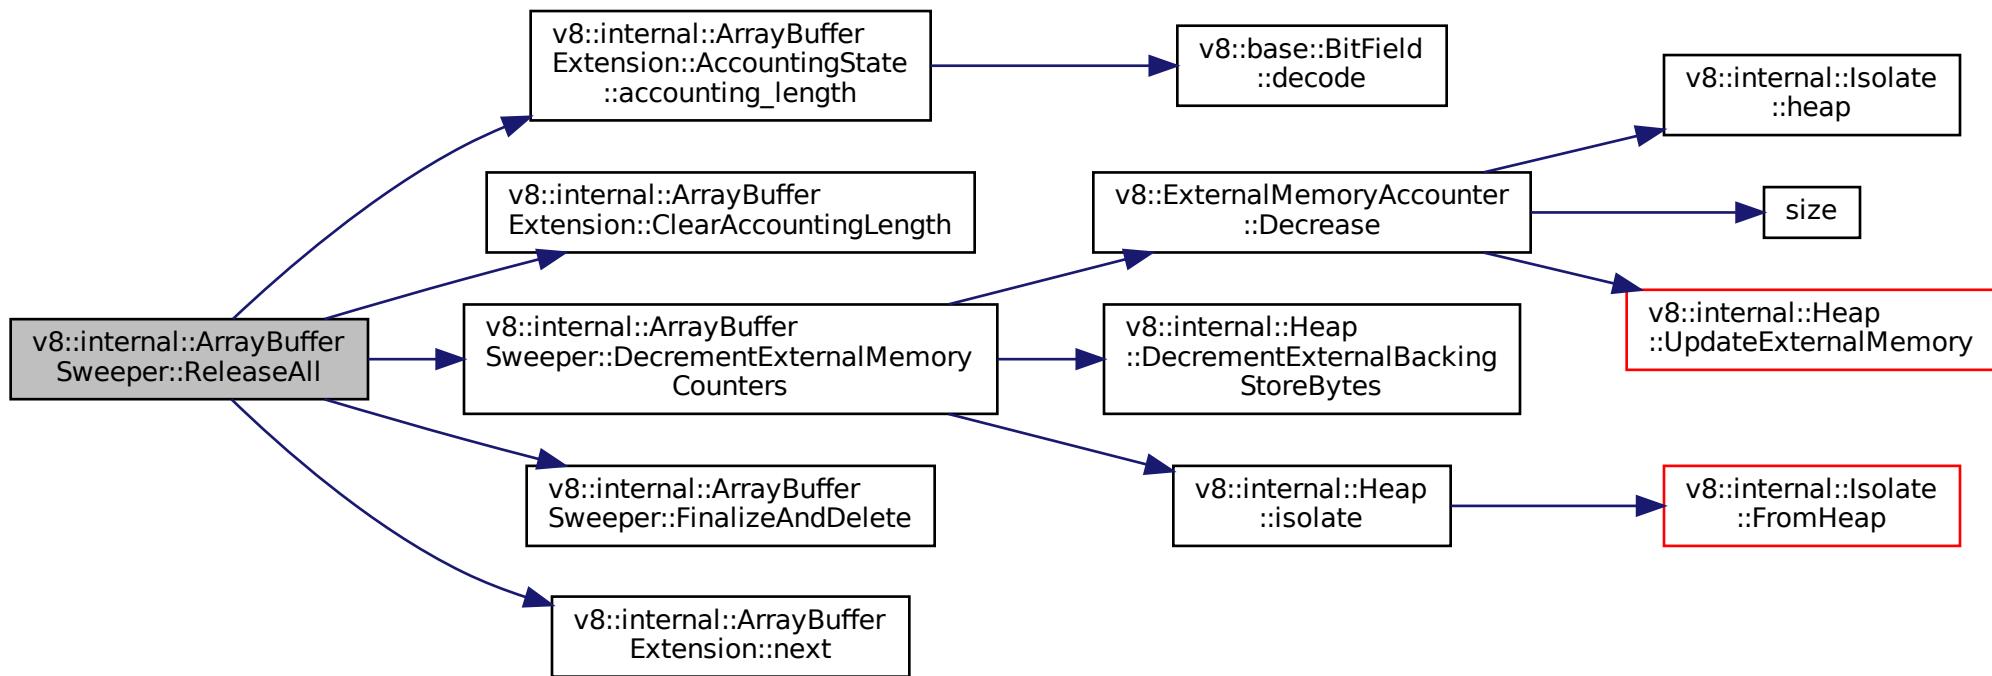 v8::internal::ArrayBuffer
Sweeper::ReleaseAll
v8::internal::ArrayBuffer
Extension::AccountingState
::accounting_length
v8::base::BitField
::decode
v8::internal::ArrayBuffer
Extension::ClearAccountingLength
v8::internal::ArrayBuffer
Sweeper::DecrementExternalMemory
Counters
v8::ExternalMemoryAccounter
::Decrease
v8::internal::Isolate
::heap
size
v8::internal::Heap
::UpdateExternalMemory
v8::internal::Heap
::DecrementExternalBacking
StoreBytes
v8::internal::Heap
::isolate
v8::internal::Isolate
::FromHeap
v8::internal::ArrayBuffer
Sweeper::FinalizeAndDelete
v8::internal::ArrayBuffer
Extension::next